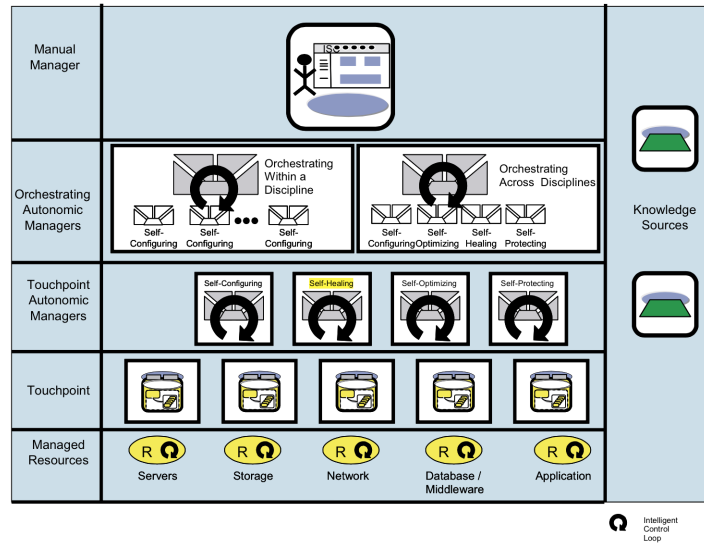 Manual
Manager
ISC
Orchestrating
Autonomic
Managers
Orchestrating
Within a
Discipline
Self-
Configuring
Self-
Configuring
Self-
Configuring
Orchestrating
Across Disciplines
Self-
Configuring
Self-
Optimizing
Self-
Healing
Self-
Protecting
Knowledge
Sources
Touchpoint
Autonomic
Managers
Self-Configuring
Self-Healing
Self-Optimizing
Self-Protecting
Touchpoint
Managed
Resources
R
Servers
R
Storage
R
Network
R
Database /
Middleware
R
Application
Intelligent
Control
Loop